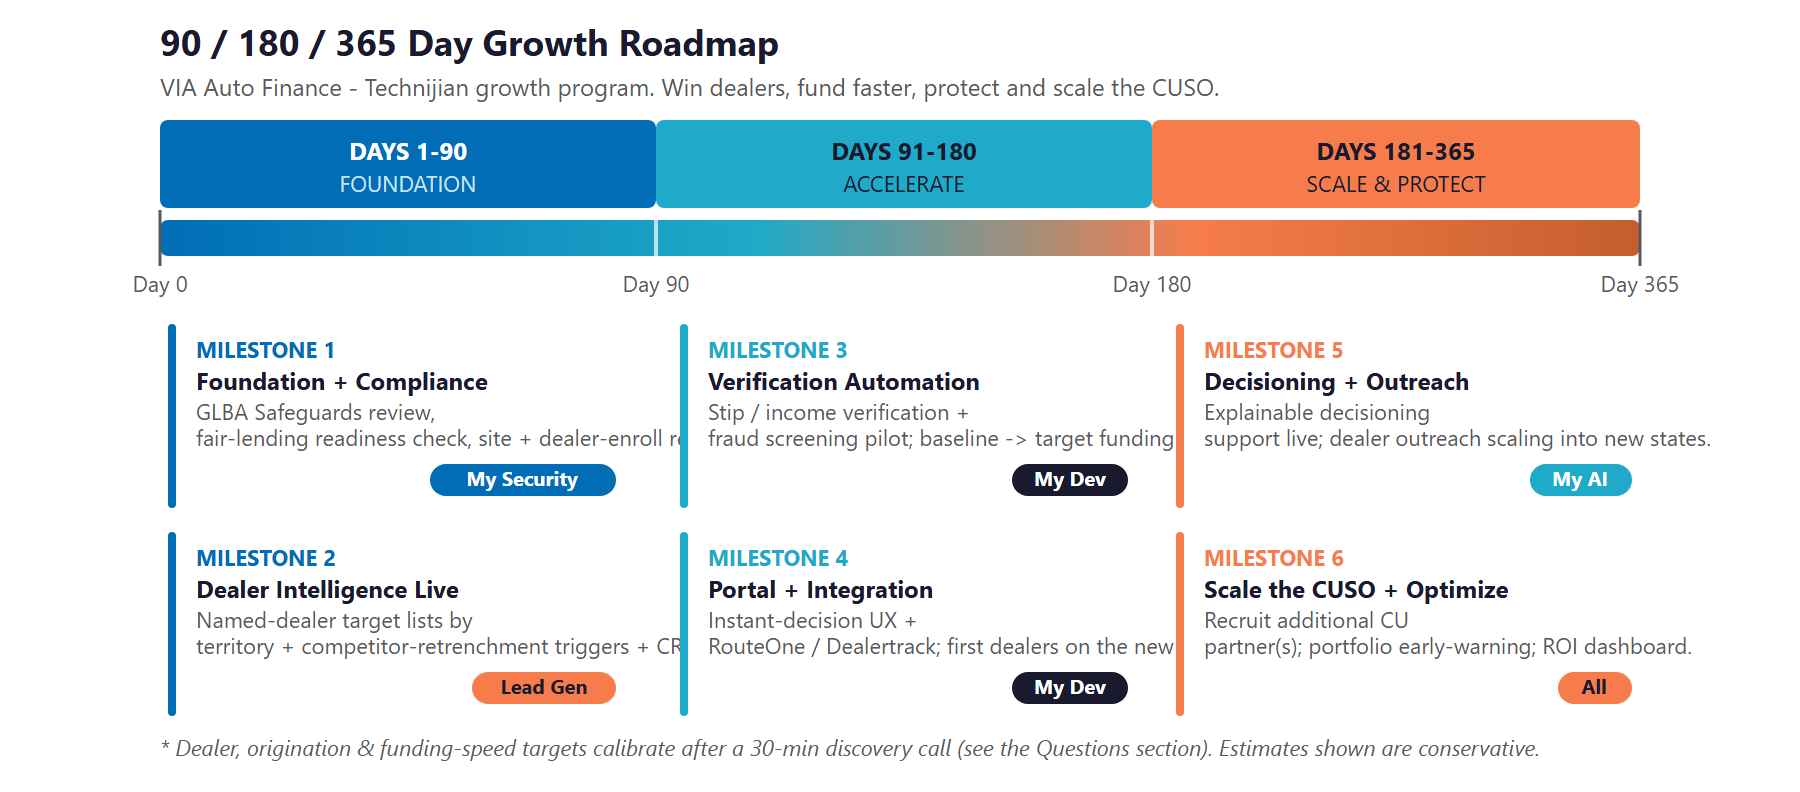 90 / 180 / 365 Day Growth Roadmap
VIA Auto Finance - Technijian growth program. Win dealers, fund faster, protect and scale the CUSO.
DAYS 1-90
FOUNDATION
DAYS 91-180
ACCELERATE
DAYS 181-365
SCALE & PROTECT
Day 0
Day 90
Day 180
Day 365
MILESTONE 1
Foundation + Compliance
GLBA Safeguards review,
fair-lending readiness check, site + dealer-enroll
My Security
MILESTONE 3
Verification Automation
Stip / income verification +
fraud screening pilot; baseline -> target funding
My Dev
MILESTONE 5
Decisioning + Outreach
Explainable decisioning
support live; dealer outreach scaling into new states.
My AI
MILESTONE 2
Dealer Intelligence Live
Named-dealer target lists by
territory + competitor-retrenchment triggers +
Lead Gen
MILESTONE 4
Portal + Integration
Instant-decision UX +
RouteOne / Dealertrack; first dealers on the new
My Dev
MILESTONE 6
Scale the CUSO + Optimize
Recruit additional CU
partner(s); portfolio early-warning; ROI dashboard.
All
* Dealer, origination & funding-speed targets calibrate after a 30-min discovery call (see the Questions section). Estimates shown are conservative.